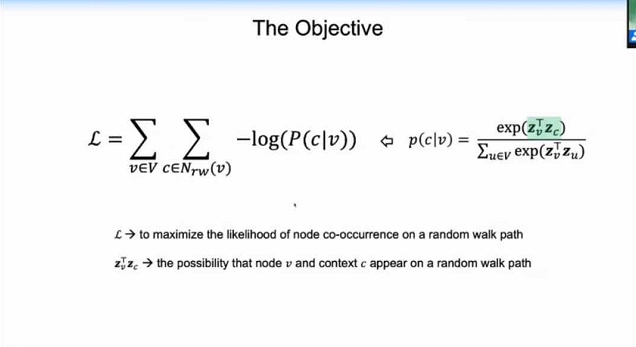 The Objective
ℒ = ∑_{v∈V} ∑_{c∈N_{rw}(v)} −log(P(c|v)) ⇦ p(c|v) = exp(𝐳_v^⊤ 𝐳_c) / ∑_{u∈V} exp(𝐳_v^⊤ 𝐳_u)
ℒ → to maximize the likelihood of node co-occurrence on a random walk path
𝐳_v^⊤ 𝐳_c → the possibility that node v and context c appear on a random walk path